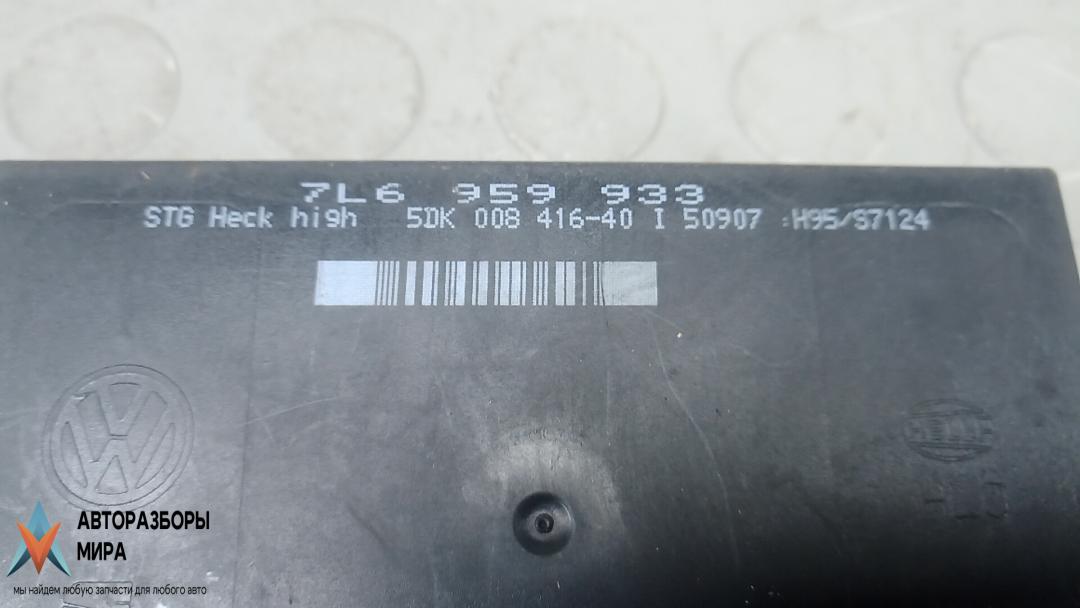 7L6 959 933
STG Heck high 5DK 008 416-40 I 50907 :H95/S7124
VW
АВТОРАЗБОРЫ
МИРА
мы найдем любую запчасти для любого авто